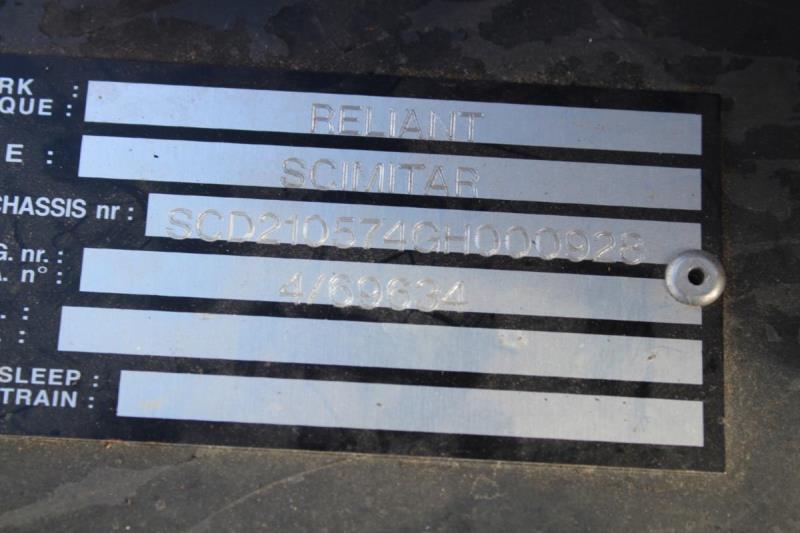 RK :
QUE : RELIANT
E : SCIMITAR
CHASSIS nr : SCD210574GH000928
G. nr. :
A. n° : 4/69634
. :
. :
SLEEP :
TRAIN :